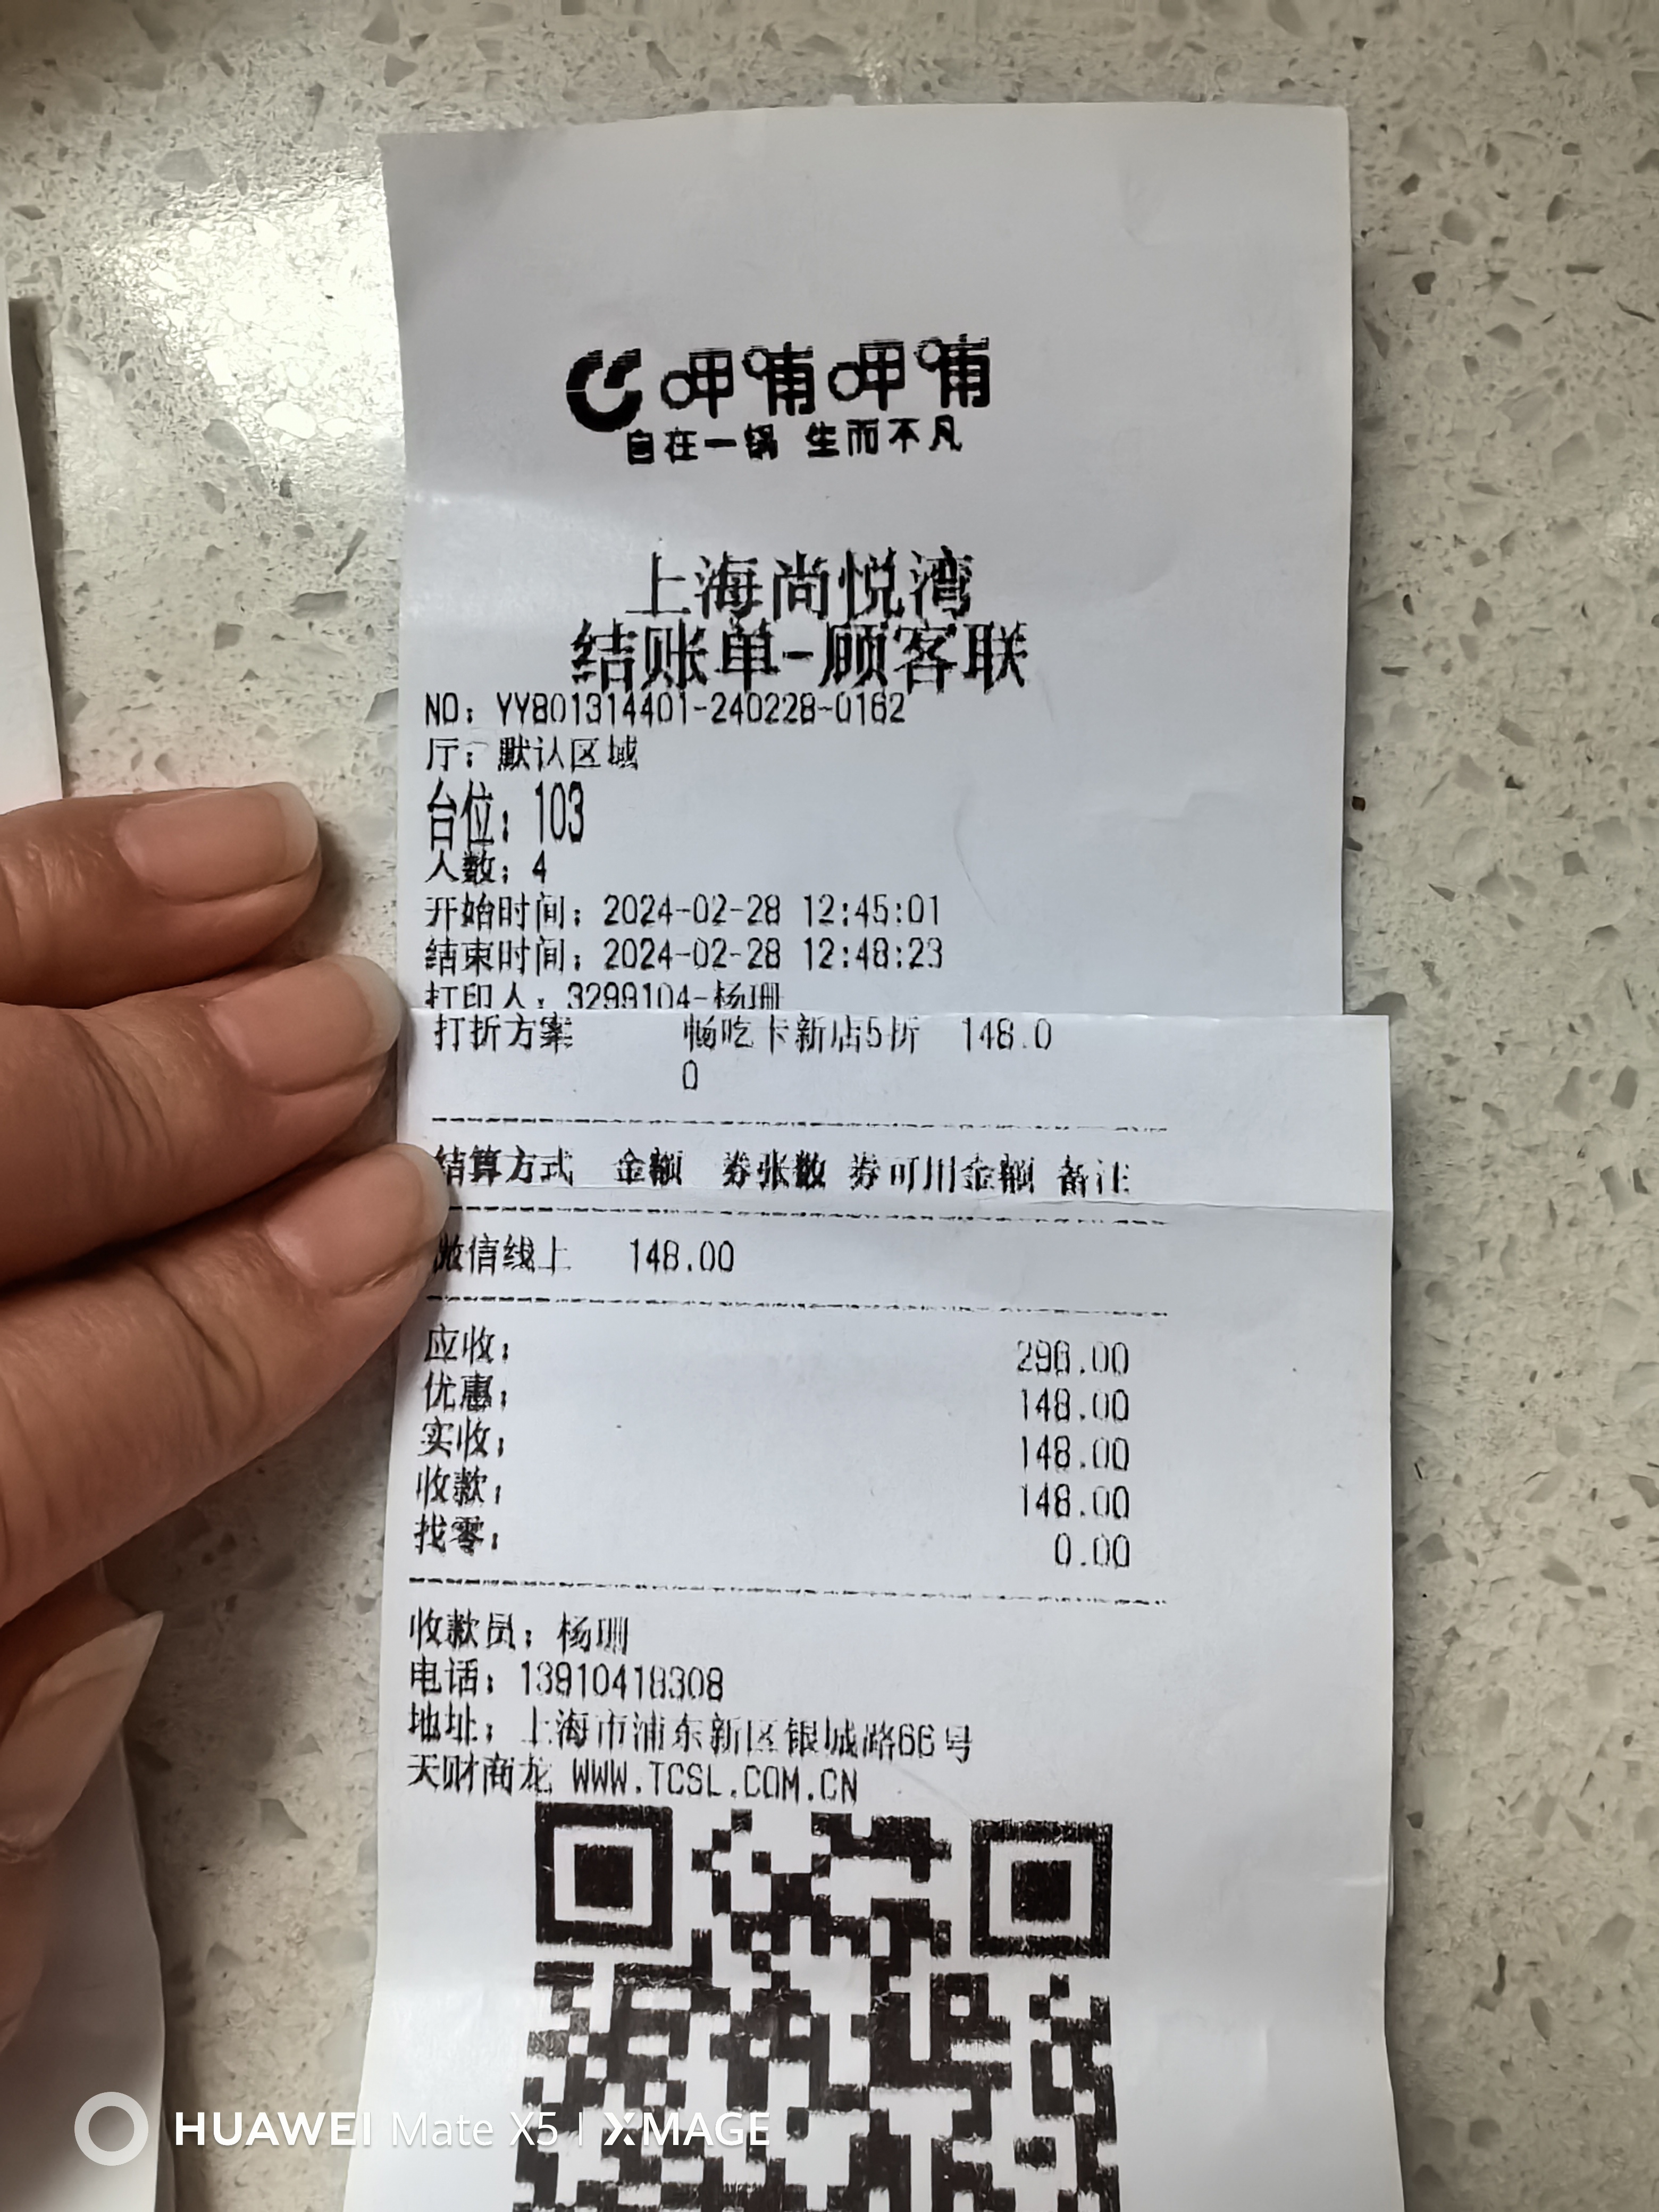 呷哺呷哺
自在一锅 生而不凡
上海尚悦湾
结账单-顾客联
NO: YY801314401-240228-0162
厅: 默认区域
台位: 103
人数: 4
开始时间: 2024-02-28 12:45:01
结束时间: 2024-02-28 12:48:23
打印人: 3299104-杨珊
打折方案 畅吃卡新店5折 148.0
0
结算方式 金额 券张数 券可用金额 备注
微信线上 148.00
应收: 296.00
优惠: 148.00
实收: 148.00
收款: 148.00
找零: 0.00
收款员: 杨珊
电话: 13910418308
地址: 上海市浦东新区银城路66号
天财商龙 WWW.TCSL.COM.CN
HUAWEI Mate X5 | XMAGE